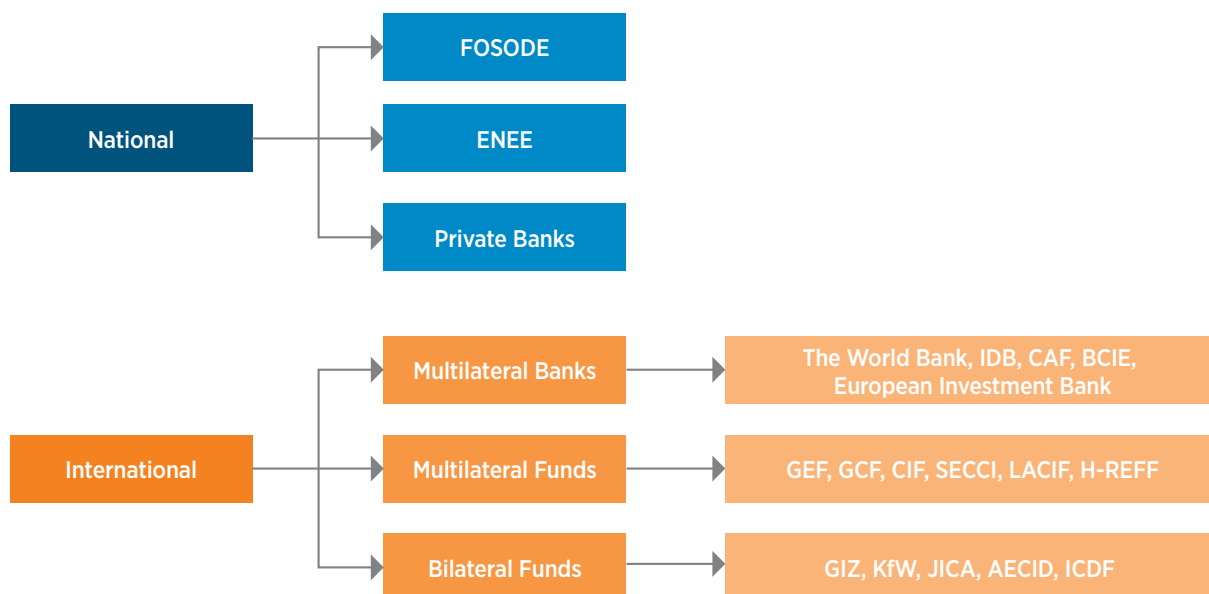 FOSODE
National
ENEE
Private Banks
Multilateral Banks
The World Bank, IDB, CAF, BCIE,
European Investment Bank
International
Multilateral Funds
GEF, GCF, CIF, SECCI, LACIF, H-REFF
Bilateral Funds
GIZ, KfW, JICA, AECID, ICDF